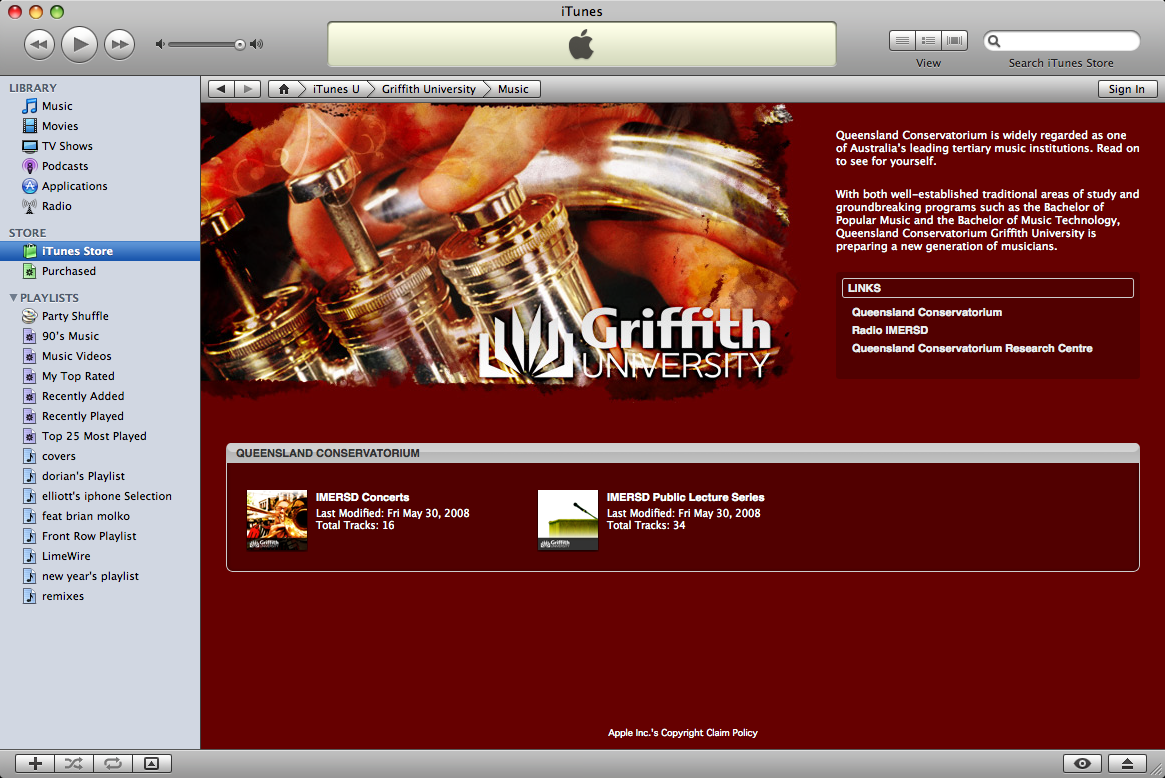 iTunes
View
Search iTunes Store
LIBRARY
Music
Movies
TV Shows
Podcasts
Applications
Radio
STORE
iTunes Store
Purchased
PLAYLISTS
Party Shuffle
90's Music
Music Videos
My Top Rated
Recently Added
Recently Played
Top 25 Most Played
covers
dorian's Playlist
elliott's iphone Selection
feat brian molko
Front Row Playlist
LimeWire
new year's playlist
remixes
iTunes U
Griffith University
Music
Sign In
Griffith
UNIVERSITY
Queensland Conservatorium is widely regarded as one
of Australia's leading tertiary music institutions. Read on
to see for yourself.
With both well-established traditional areas of study and
groundbreaking programs such as the Bachelor of
Popular Music and the Bachelor of Music Technology,
Queensland Conservatorium Griffith University is
preparing a new generation of musicians.
LINKS
Queensland Conservatorium
Radio IMERSD
Queensland Conservatorium Research Centre
QUEENSLAND CONSERVATORIUM
Griffith
UNIVERSITY
IMERSD Concerts
Last Modified: Fri May 30, 2008
Total Tracks: 16
Griffith
UNIVERSITY
IMERSD Public Lecture Series
Last Modified: Fri May 30, 2008
Total Tracks: 34
Apple Inc.'s Copyright Claim Policy